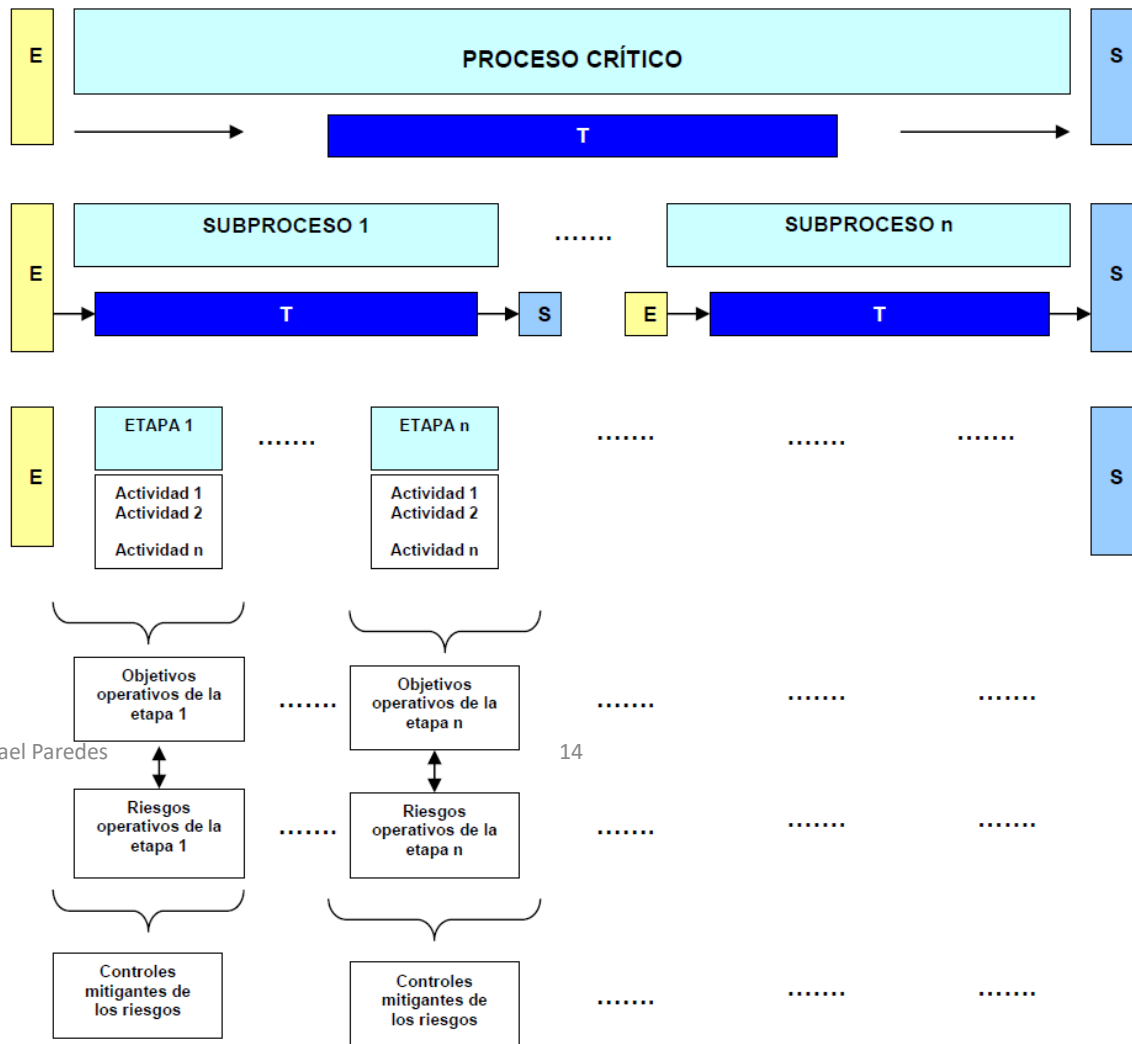 E
PROCESO CRÍTICO
S
T
SUBPROCESO 1
.......
SUBPROCESO n
E
S
T
S
E
T
ETAPA 1
.......
ETAPA n
.......
.......
.......
E
S
Actividad 1
Actividad 2
Actividad n
Actividad 1
Actividad 2
Actividad n
Objetivos
operativos de la
etapa 1
.......
Objetivos
operativos de la
etapa n
.......
.......
.......
ael Paredes
14
Riesgos
operativos de la
etapa 1
.......
Riesgos
operativos de la
etapa n
.......
.......
.......
Controles
mitigantes de
los riesgos
Controles
mitigantes de
los riesgos
.......
.......
.......